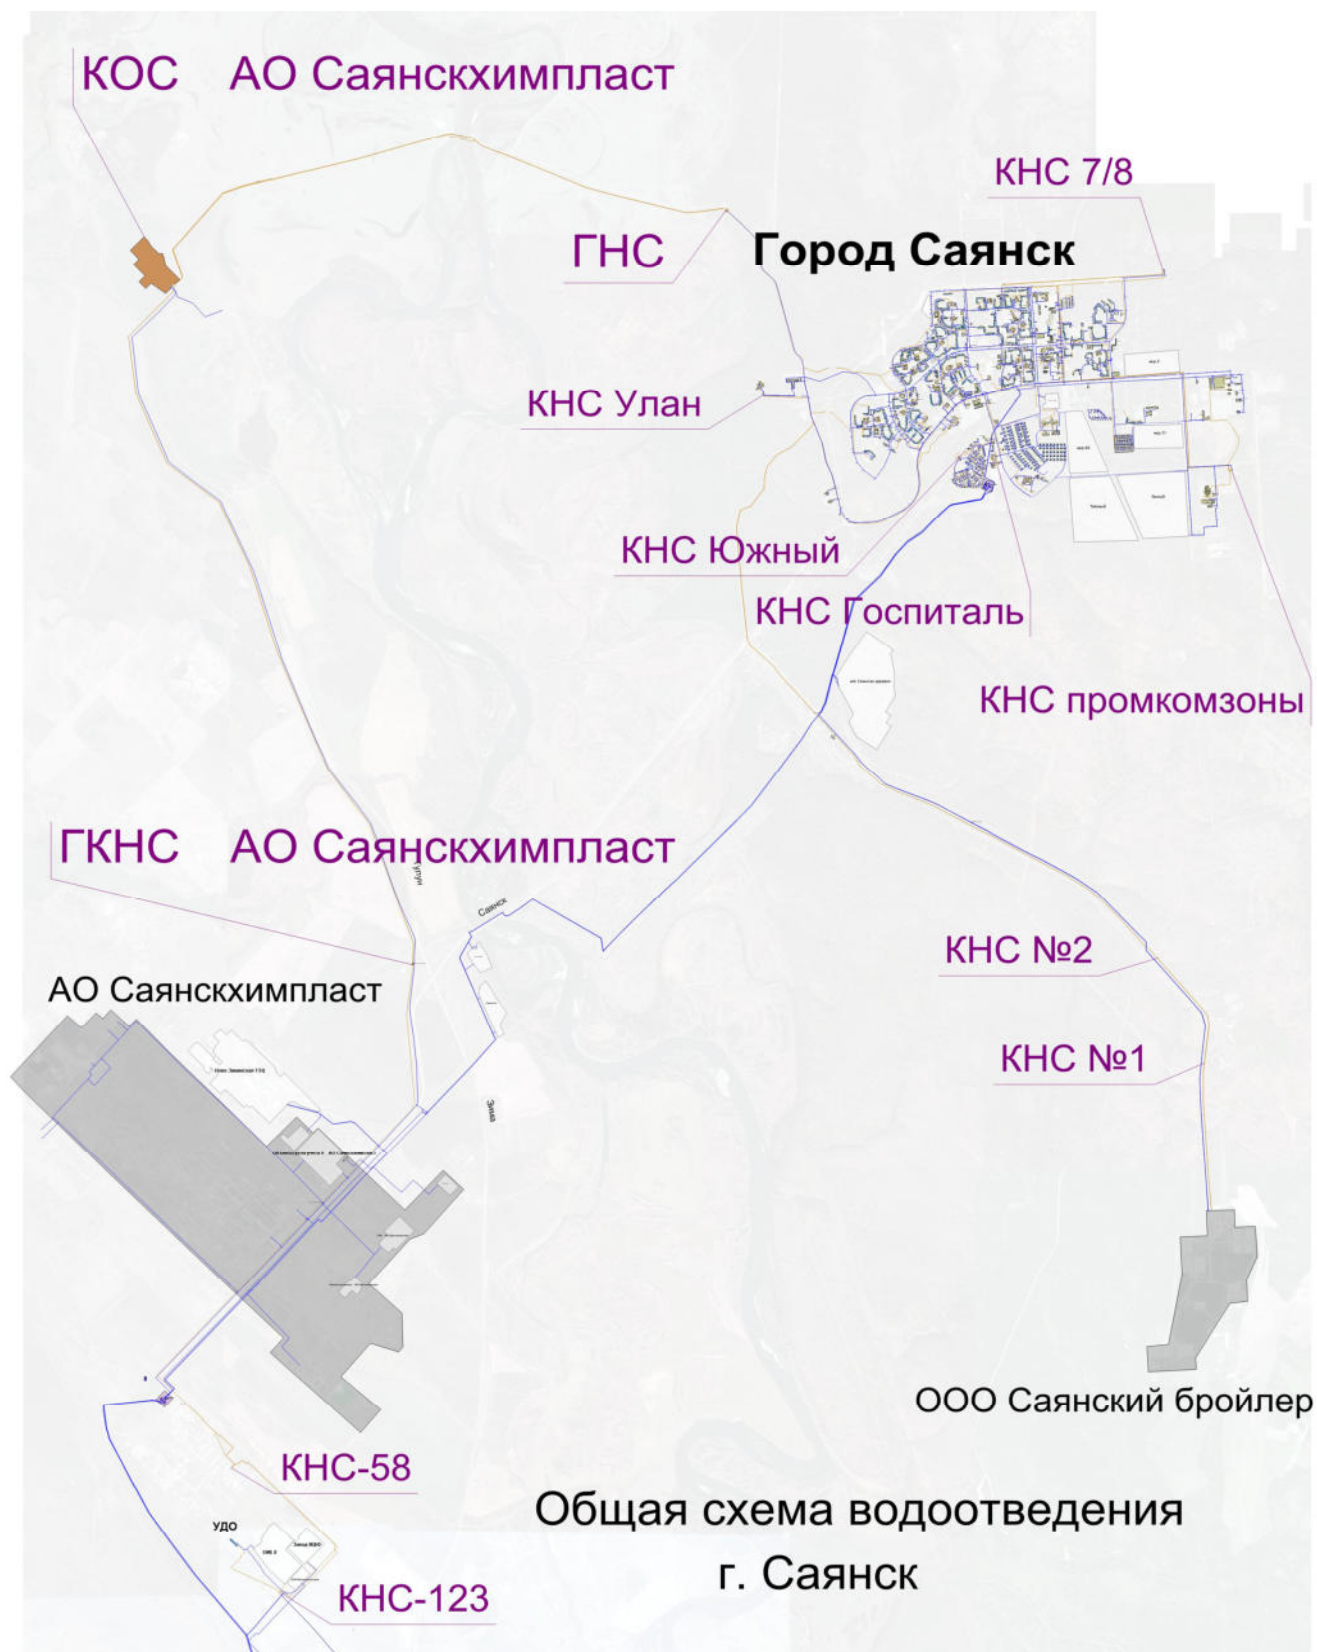 КОС АО Саянскхимпласт
КНС 7/8
ГНС
Город Саянск
КНС Улан
КНС Южный
КНС Госпиталь
КНС промкомзоны
ГКНС АО Саянскхимпласт
Тулун
Саянск
КНС №2
АО Саянскхимпласт
КНС №1
Зима
ООО Саянский бройлер
КНС-58
Общая схема водоотведения
г. Саянск
УДО
КНС-123